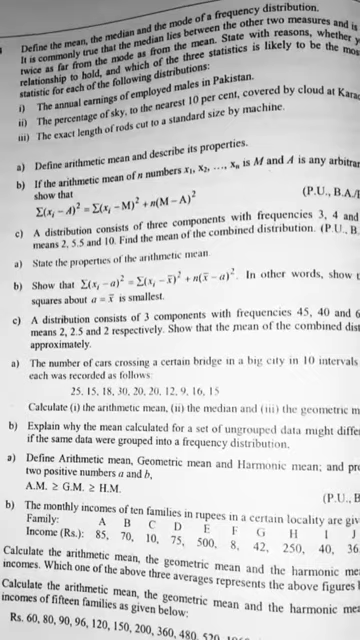 Define the mean, the median and the mode of a frequency distribution.
It is commonly true that the median lies between the other two measures and is
twice as far from the mode as from the mean. State with reasons, whether y
relationship to hold, and which of the three statistics is likely to be the mos
statistic for each of the following distributions:
i) The annual earnings of employed males in Pakistan.
ii) The percentage of sky, to the nearest 10 per cent, covered by cloud at Karac
iii) The exact length of rods cut to a standard size by machine.
a) Define arithmetic mean and describe its properties.
b) If the arithmetic mean of n numbers x₁, x₂, ..., xₙ is M and A is any arbitrar
show that
Σ(xᵢ – A)² = Σ(xᵢ – M)² + n(M – A)² (P.U., B.A./
c) A distribution consists of three components with frequencies 3, 4 and
means 2, 5.5 and 10. Find the mean of the combined distribution. (P.U., B.
a) State the properties of the arithmetic mean.
b) Show that Σ(xᵢ – a)² = Σ(xᵢ – x̄)² + n(x̄ – a)². In other words, show t
squares about a = x̄ is smallest.
c) A distribution consists of 3 components with frequencies 45, 40 and 6
means 2, 2.5 and 2 respectively. Show that the mean of the combined dist
approximately.
a) The number of cars crossing a certain bridge in a big city in 10 intervals
each was recorded as follows:
25, 15, 18, 30, 20, 20, 12, 9, 16, 15
Calculate (i) the arithmetic mean, (ii) the median and (iii) the geometric m
b) Explain why the mean calculated for a set of ungrouped data might differ
if the same data were grouped into a frequency distribution.
a) Define Arithmetic mean, Geometric mean and Harmonic mean; and pro
two positive numbers a and b,
A.M. ≥ G.M. ≥ H.M. (P.U., B
b) The monthly incomes of ten families in rupees in a certain locality are giv
Family: A B C D E F G H I J
Income (Rs.): 85, 70, 10, 75, 500, 8, 42, 250, 40, 36
Calculate the arithmetic mean, the geometric mean and the harmonic me
incomes. Which one of the above three averages represents the above figures
Calculate the arithmetic mean, the geometric mean and the harmonic mea
incomes of fifteen families as given below:
Rs. 60, 80, 90, 96, 120, 150, 200, 360, 480, 520,